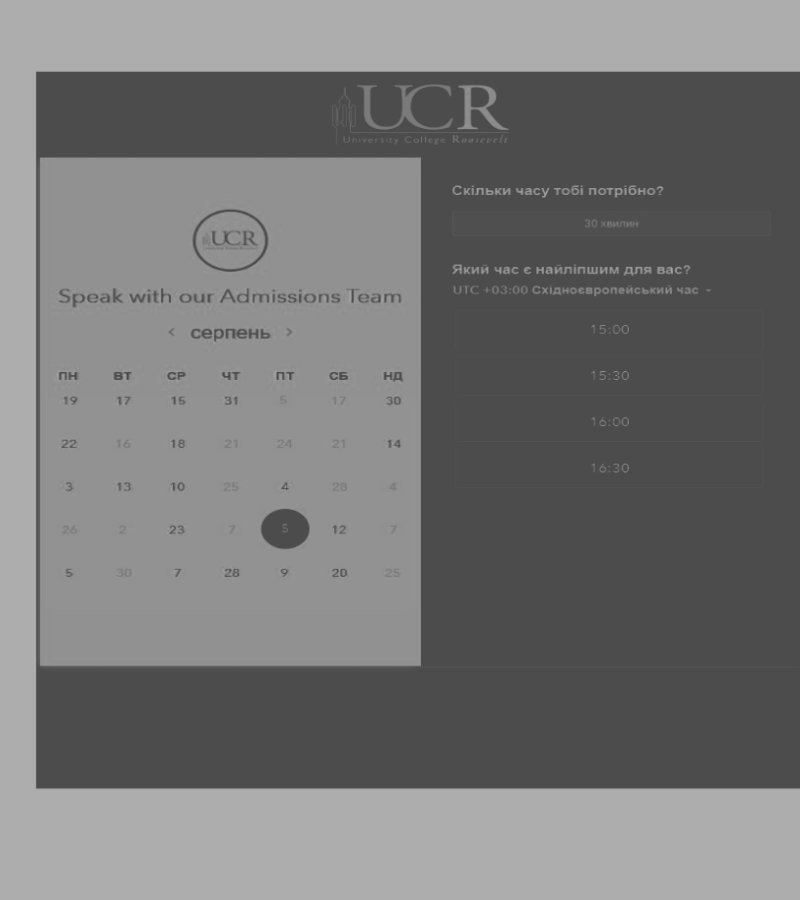 UCR
University College Roosevelt
UCR
Speak with our Admissions Team
< серпень >
ПН ВТ СР ЧТ ПТ СБ НД
19 17 15 31 5 17 30
22 16 18 21 24 21 14
3 13 10 25 4 28 4
26 2 23 7 5 12 7
5 30 7 28 9 20 25
Скільки часу тобі потрібно?
30 хвилин
Який час є найліпшим для вас?
UTC +03:00 Східноєвропейський час
15:00
15:30
16:00
16:30